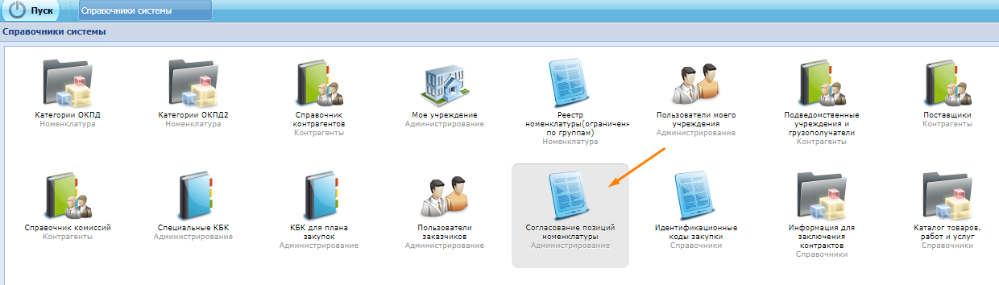 Пуск
Справочники системы
Справочники системы
Категории ОКПД
Номенклатура
Категории ОКПД2
Номенклатура
Справочник
контрагентов
Контрагенты
Мое учреждение
Администрирование
Реестр
номенклатуры(ограничен
по группам)
Номенклатура
Пользователи моего
учреждения
Администрирование
Подведомственные
учреждения и
грузополучатели
Контрагенты
Поставщики
Контрагенты
Справочник комиссий
Контрагенты
Специальные КБК
Администрирование
КБК для плана
закупок
Администрирование
Пользователи
заказчиков
Администрирование
Согласование позиций
номенклатуры
Администрирование
Идентификационные
коды закупки
Справочники
Информация для
заключения
контрактов
Справочники
Каталог товаров,
работ и услуг
Справочники